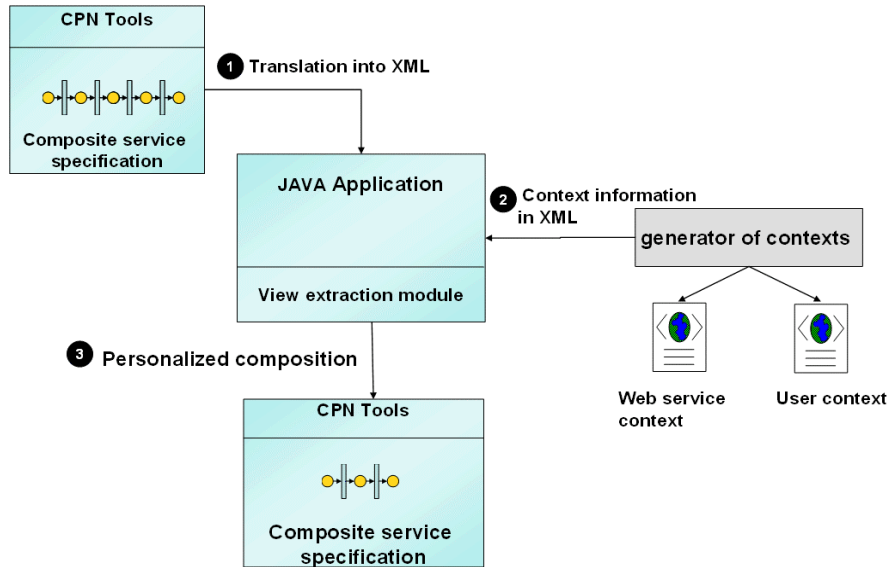 CPN Tools
Composite service
specification
1 Translation into XML
JAVA Application
View extraction module
2 Context information
in XML
generator of contexts
Web service
context
User context
3 Personalized composition
CPN Tools
Composite service
specification